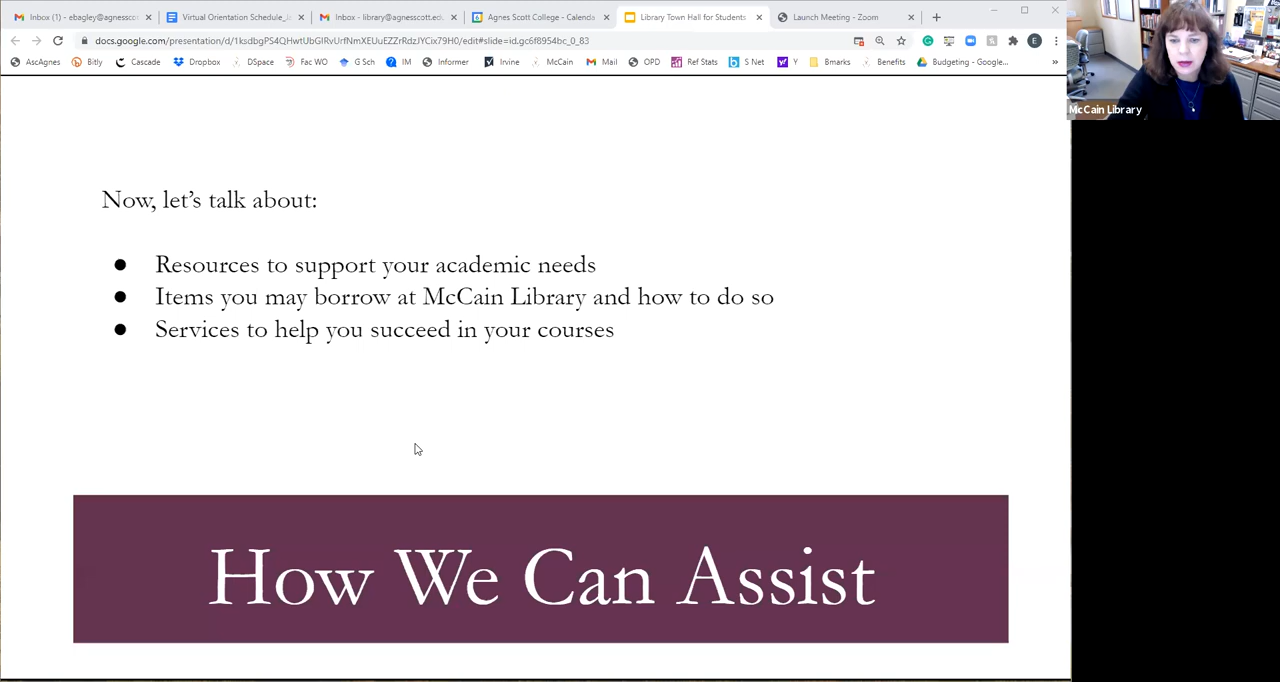 Inbox (1) - ebagley@agnessco
Virtual Orientation Schedule_Ja
Inbox - library@agnesscott.ed
Agnes Scott College - Calenda
Library Town Hall for Students
Launch Meeting - Zoom
docs.google.com/presentation/d/1ksdbgPS4QHwtUbGIRvUrfNmXEUuEZZrRdzJYCix79H0/edit#slide=id.gc6f8954bc_0_83
E
AscAgnes
Bitly
Cascade
Dropbox
DSpace
Fac WO
G Sch
IM
Informer
Irvine
McCain
Mail
OPD
Ref Stats
S Net
Y
Bmarks
Benefits
Budgeting - Google...
McCain Library
Now, let's talk about:
● Resources to support your academic needs
● Items you may borrow at McCain Library and how to do so
● Services to help you succeed in your courses
How We Can Assist